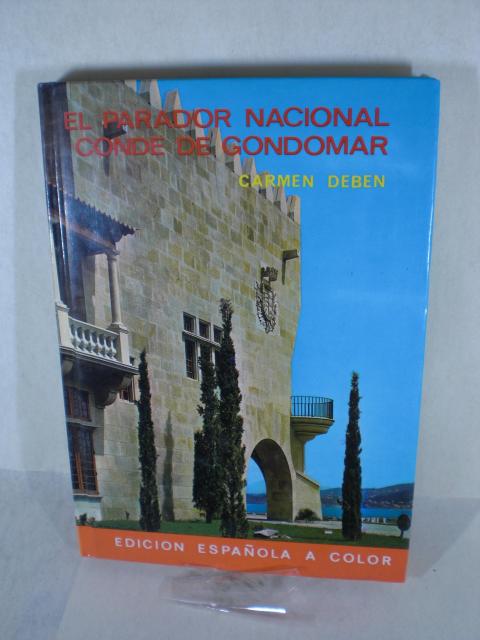 EL PARADOR NACIONAL
CONDE DE GONDOMAR
CARMEN DEBEN
EDICION ESPAÑOLA A COLOR